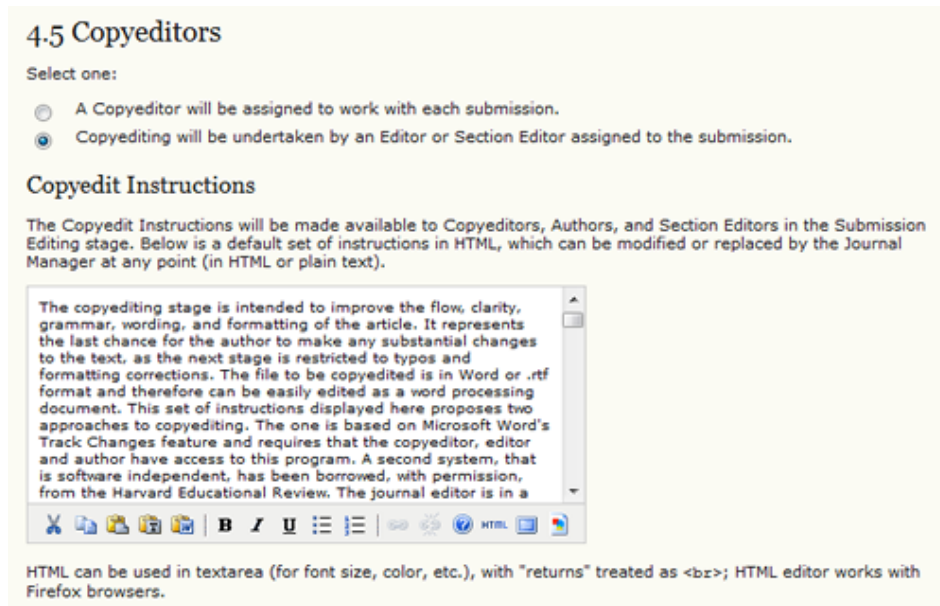 4.5 Copyeditors
Select one:
A Copyeditor will be assigned to work with each submission.
Copyediting will be undertaken by an Editor or Section Editor assigned to the submission.
Copyedit Instructions
The Copyedit Instructions will be made available to Copyeditors, Authors, and Section Editors in the Submission
Editing stage. Below is a default set of instructions in HTML, which can be modified or replaced by the Journal
Manager at any point (in HTML or plain text).
The copyediting stage is intended to improve the flow, clarity,
grammar, wording, and formatting of the article. It represents
the last chance for the author to make any substantial changes
to the text, as the next stage is restricted to typos and
formatting corrections. The file to be copyedited is in Word or .rtf
format and therefore can be easily edited as a word processing
document. This set of instructions displayed here proposes two
approaches to copyediting. The one is based on Microsoft Word's
Track Changes feature and requires that the copyeditor, editor
and author have access to this program. A second system, that
is software independent, has been borrowed, with permission,
from the Harvard Educational Review. The journal editor is in a
B I U HTML
HTML can be used in textarea (for font size, color, etc.), with "returns" treated as <br>; HTML editor works with
Firefox browsers.